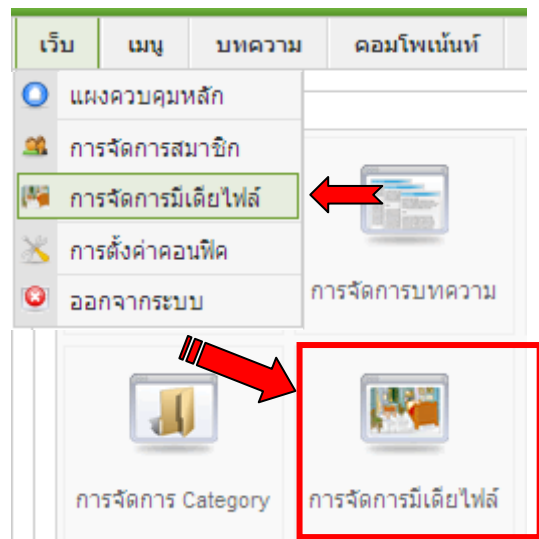 เว็บ เมนู บทความ คอมโพเน้นท์
แผงควบคุมหลัก
การจัดการสมาชิก
การจัดการมีเดียไฟล์
การตั้งค่าคอนฟิค
ออกจากระบบ
การจัดการบทความ
การจัดการ Category
การจัดการมีเดียไฟล์